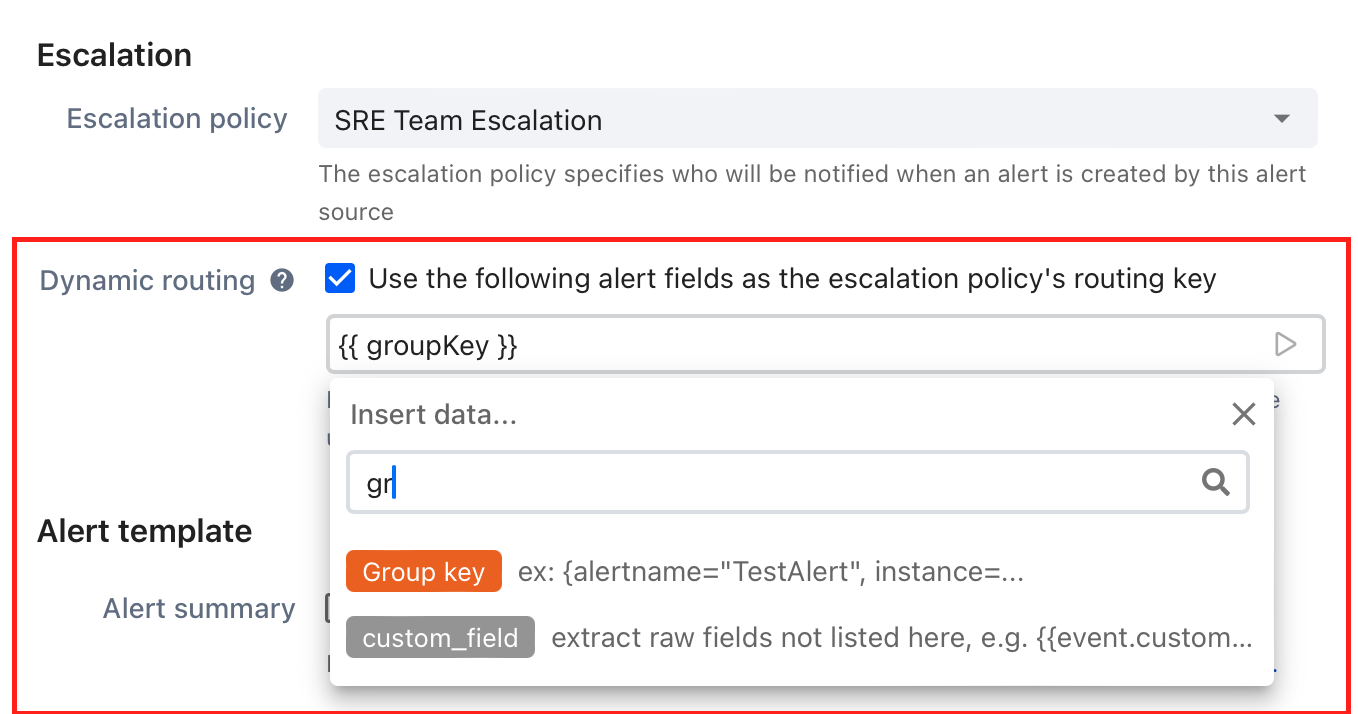 Escalation
Escalation policy
SRE Team Escalation
The escalation policy specifies who will be notified when an alert is created by this alert
source
Dynamic routing ?
Use the following alert fields as the escalation policy's routing key
{{ groupKey }}
Insert data...
gr
Group key ex: {alertname="TestAlert", instance=...
custom_field extract raw fields not listed here, e.g. {{event.custom...
Alert template
Alert summary